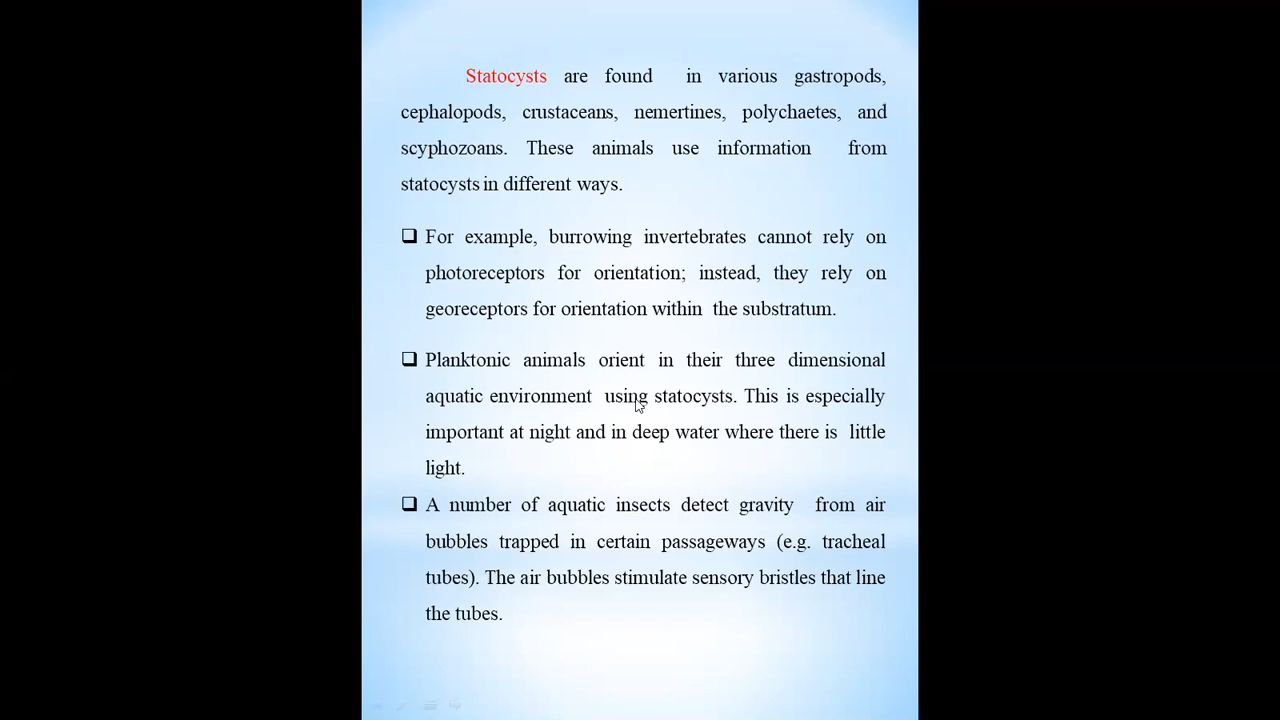 Statocysts are found in various gastropods,
cephalopods, crustaceans, nemertines, polychaetes, and
scyphozoans. These animals use information from
statocysts in different ways.
❑ For example, burrowing invertebrates cannot rely on
photoreceptors for orientation; instead, they rely on
georeceptors for orientation within the substratum.
❑ Planktonic animals orient in their three dimensional
aquatic environment using statocysts. This is especially
important at night and in deep water where there is little
light.
❑ A number of aquatic insects detect gravity from air
bubbles trapped in certain passageways (e.g. tracheal
tubes). The air bubbles stimulate sensory bristles that line
the tubes.